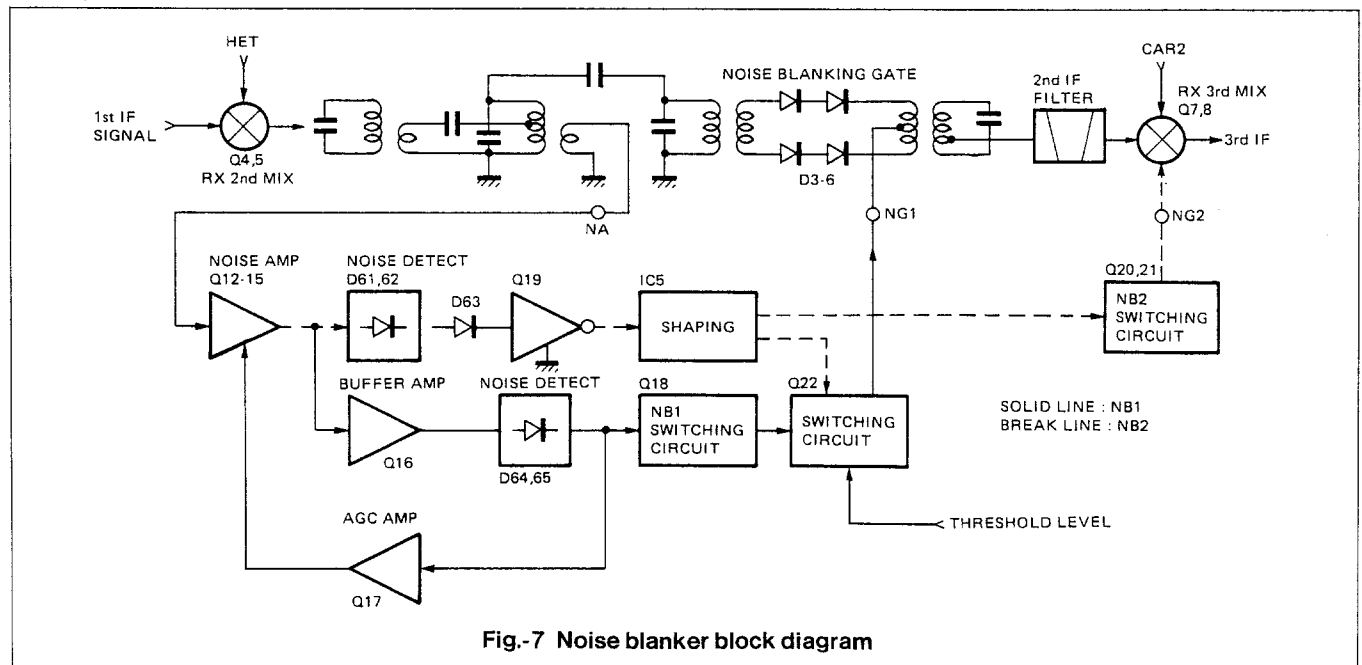 HET
1st IF
SIGNAL
Q4,5
RX 2nd MIX
NOISE BLANKING GATE
D3-6
2nd IF
FILTER
CAR2
RX 3rd MIX
Q7,8
3rd IF
NA
NG1
NG2
NOISE AMP
Q12-15
NOISE DETECT
D61,62
D63
Q19
IC5
SHAPING
Q20,21
NB2
SWITCHING
CIRCUIT
BUFFER AMP
Q16
NOISE DETECT
D64,65
Q18
NB1
SWITCHING
CIRCUIT
Q22
SWITCHING
CIRCUIT
SOLID LINE : NB1
BREAK LINE : NB2
AGC AMP
Q17
THRESHOLD LEVEL
Fig.-7 Noise blanker block diagram